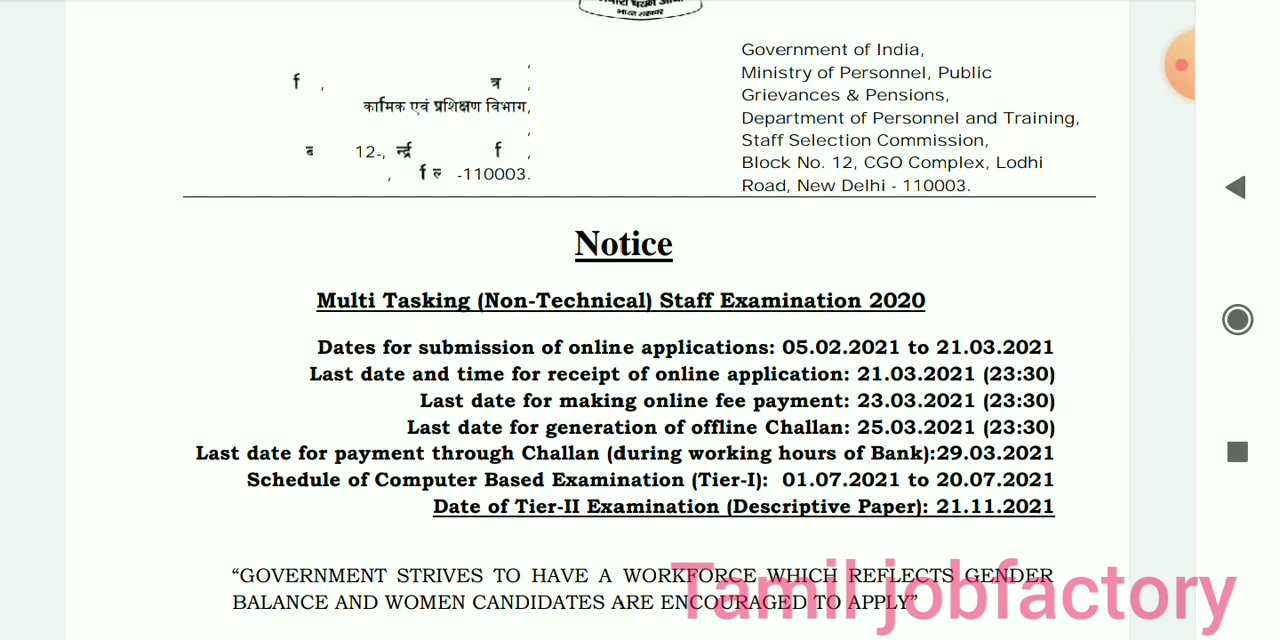 भारत सरकार
कार्मिक एवं प्रशिक्षण विभाग,
12-,
-110003.
Government of India,
Ministry of Personnel, Public
Grievances & Pensions,
Department of Personnel and Training,
Staff Selection Commission,
Block No. 12, CGO Complex, Lodhi
Road, New Delhi - 110003.
Notice
Multi Tasking (Non-Technical) Staff Examination 2020
Dates for submission of online applications: 05.02.2021 to 21.03.2021
Last date and time for receipt of online application: 21.03.2021 (23:30)
Last date for making online fee payment: 23.03.2021 (23:30)
Last date for generation of offline Challan: 25.03.2021 (23:30)
Last date for payment through Challan (during working hours of Bank):29.03.2021
Schedule of Computer Based Examination (Tier-I): 01.07.2021 to 20.07.2021
Date of Tier-II Examination (Descriptive Paper): 21.11.2021
“GOVERNMENT STRIVES TO HAVE A WORKFORCE WHICH REFLECTS GENDER
BALANCE AND WOMEN CANDIDATES ARE ENCOURAGED TO APPLY”
Tamil jobfactory